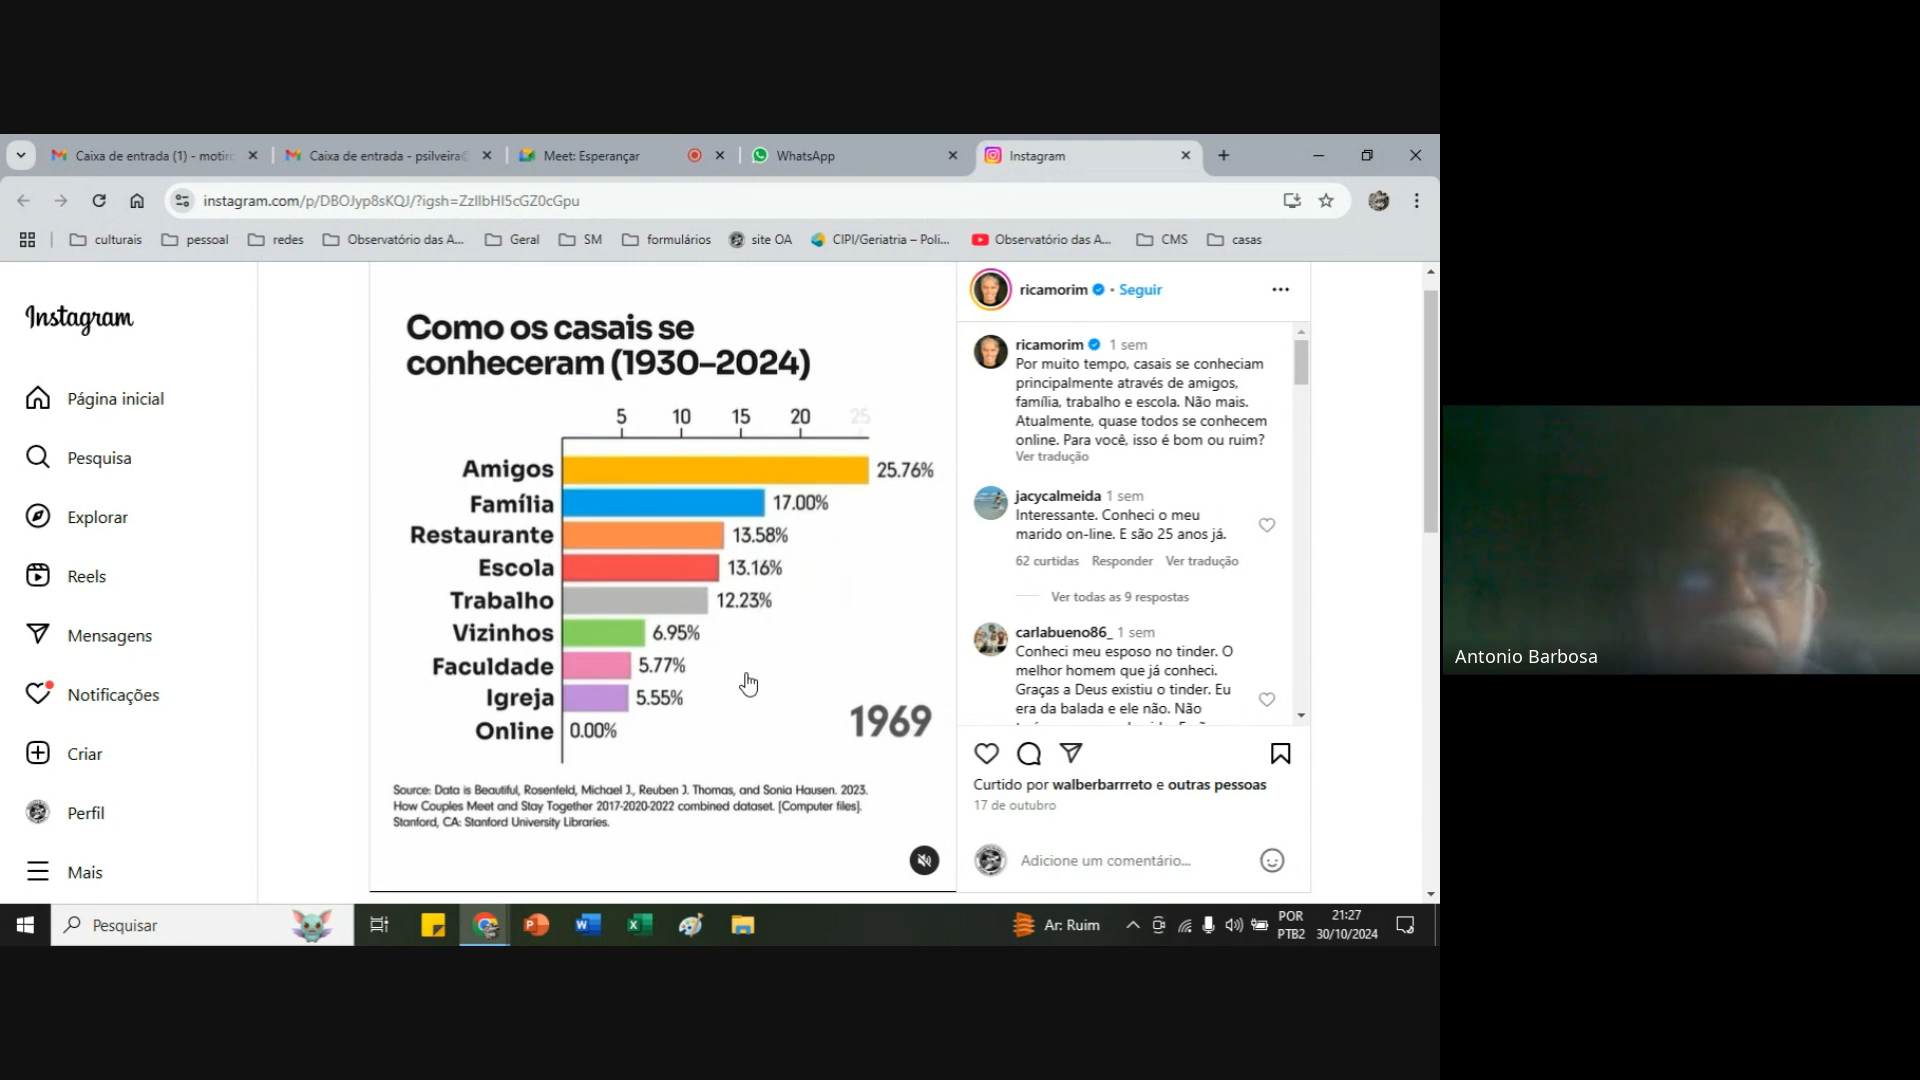 Caixa de entrada (1) - motiro
Caixa de entrada - psilveira@
Meet: Esperançar
WhatsApp
Instagram
instagram.com/p/DBOJyp8sKQJ/?igsh=ZzllbHl5cGZ0cGpu
culturais
pessoal
redes
Observatório das A...
Geral
SM
formulários
site OA
CIPI/Geriatria – Poli...
Observatório das A...
CMS
casas
Instagram
Página inicial
Pesquisa
Explorar
Reels
Mensagens
Notificações
Criar
Perfil
Mais
Como os casais se
conheceram (1930–2024)
5 10 15 20 25
Amigos 25.76%
Família 17.00%
Restaurante 13.58%
Escola 13.16%
Trabalho 12.23%
Vizinhos 6.95%
Faculdade 5.77%
Igreja 5.55%
Online 0.00%
1969
Source: Data is Beautiful, Rosenfeld, Michael J., Reuben J. Thomas, and Sonia Hausen. 2023.
How Couples Meet and Stay Together 2017-2020-2022 combined dataset. [Computer files].
Stanford, CA: Stanford University Libraries.
ricamorim • Seguir
ricamorim 1 sem
Por muito tempo, casais se conheciam
principalmente através de amigos,
família, trabalho e escola. Não mais.
Atualmente, quase todos se conhecem
online. Para você, isso é bom ou ruim?
Ver tradução
jacycalmeida 1 sem
Interessante. Conheci o meu
marido on-line. E são 25 anos já.
62 curtidas Responder Ver tradução
Ver todas as 9 respostas
carlabueno86_ 1 sem
Conheci meu esposo no tinder. O
melhor homem que já conheci.
Graças a Deus existiu o tinder. Eu
era da balada e ele não. Não
Curtido por walberbarrreto e outras pessoas
17 de outubro
Adicione um comentário...
Pesquisar
Ar: Ruim
POR
PTB2
21:27
30/10/2024
Antonio Barbosa